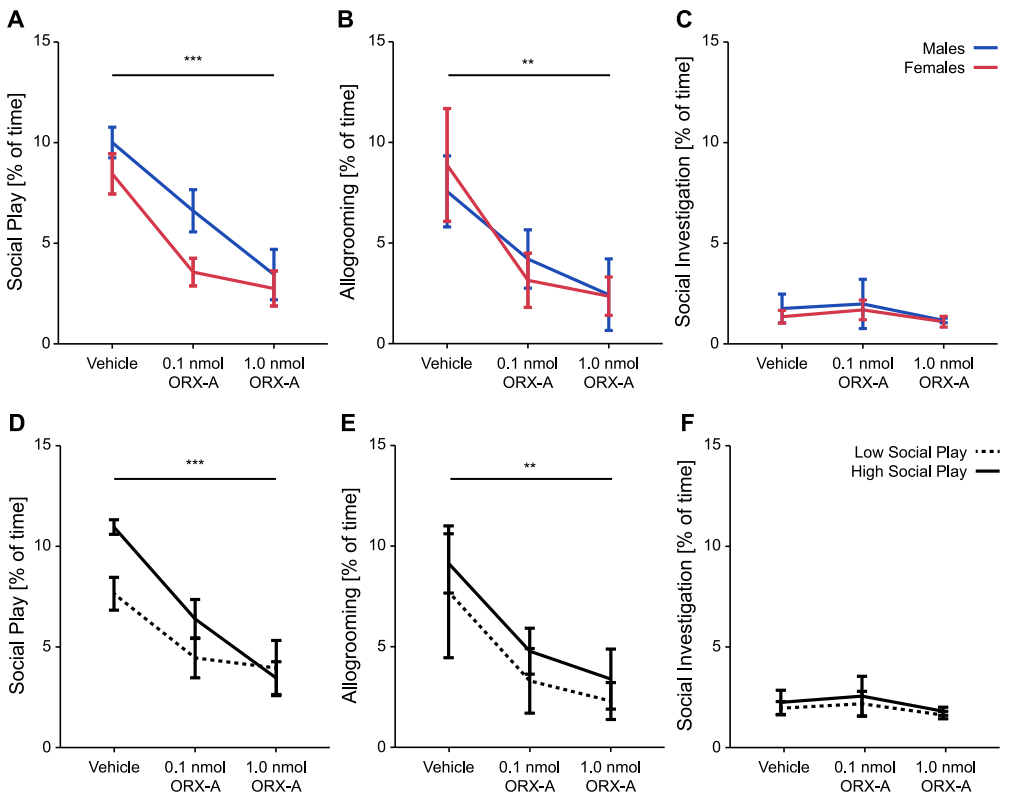 A
Social Play [% of time]
15
10
5
0
***
Vehicle
0.1 nmol
ORX-A
1.0 nmol
ORX-A
B
Allogrooming [% of time]
15
10
5
0
**
Vehicle
0.1 nmol
ORX-A
1.0 nmol
ORX-A
C
Social Investigation [% of time]
15
10
5
0
Males
Females
Vehicle
0.1 nmol
ORX-A
1.0 nmol
ORX-A
D
Social Play [% of time]
15
10
5
0
***
Vehicle
0.1 nmol
ORX-A
1.0 nmol
ORX-A
E
Allogrooming [% of time]
15
10
5
0
**
Vehicle
0.1 nmol
ORX-A
1.0 nmol
ORX-A
F
Social Investigation [% of time]
15
10
5
0
Low Social Play
High Social Play
Vehicle
0.1 nmol
ORX-A
1.0 nmol
ORX-A